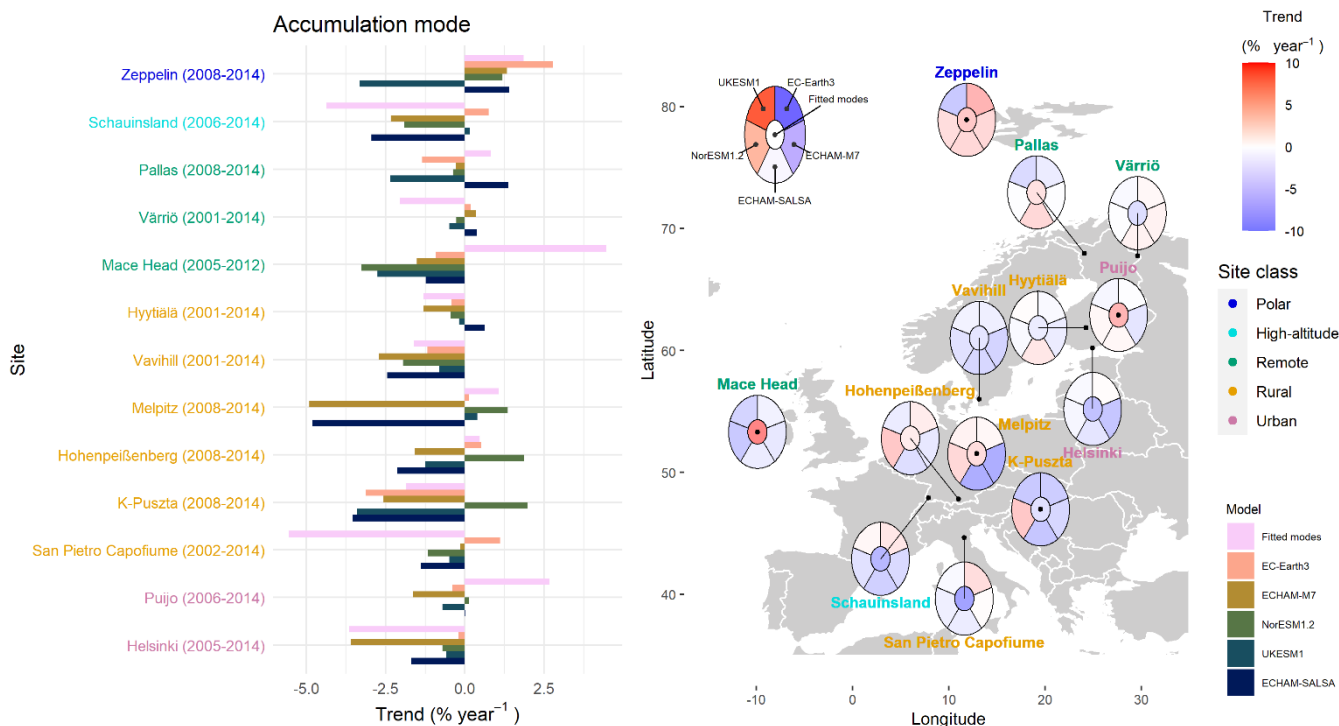 Accumulation mode
Site
Zeppelin (2008-2014)
Schauinsland (2006-2014)
Pallas (2008-2014)
Värriö (2001-2014)
Mace Head (2005-2012)
Hyytiälä (2001-2014)
Vavihill (2001-2014)
Melpitz (2008-2014)
Hohenpeißenberg (2008-2014)
K-Puszta (2008-2014)
San Pietro Capofiume (2002-2014)
Puijo (2006-2014)
Helsinki (2005-2014)
-5.0 -2.5 0.0 2.5
Trend (% year⁻¹ )
Latitude
80
70
60
50
40
UKESM1
EC-Earth3
Fitted modes
NorESM1.2
ECHAM-M7
ECHAM-SALSA
Zeppelin
Pallas
Värriö
Puijo
Vavihill
Hyytiälä
Mace Head
Hohenpeißenberg
Melpitz
Helsinki
K-Puszta
Schauinsland
San Pietro Capofiume
-10 0 10 20 30
Longitude
Trend
(% year⁻¹ )
10
5
0
-5
-10
Site class
Polar
High-altitude
Remote
Rural
Urban
Model
Fitted modes
EC-Earth3
ECHAM-M7
NorESM1.2
UKESM1
ECHAM-SALSA